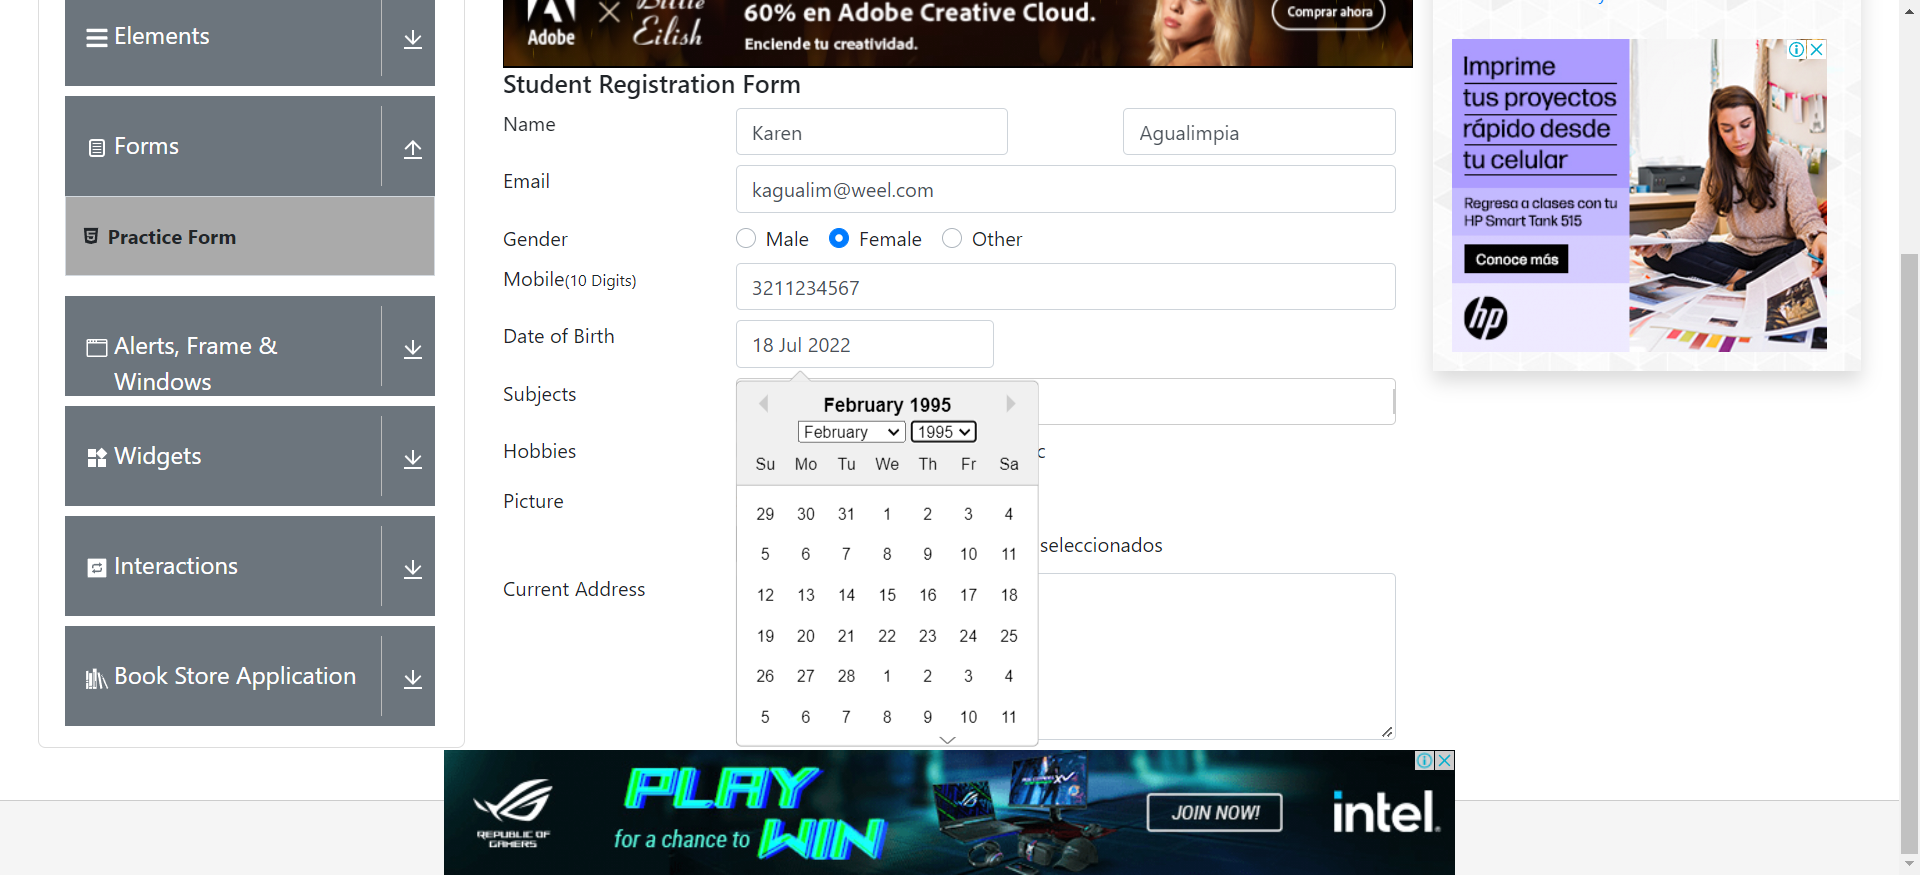 Elements
Forms
Practice Form
Alerts, Frame &
Windows
Widgets
Interactions
Book Store Application
Adobe
Billie
Eilish
60% en Adobe Creative Cloud.
Enciende tu creatividad.
Comprar ahora
Student Registration Form
Name
Karen
Agualimpia
Email
kagualim@weel.com
Gender
Male
Female
Other
Mobile(10 Digits)
3211234567
Date of Birth
18 Jul 2022
Subjects
Hobbies
c
Picture
seleccionados
Current Address
February 1995
February
1995
Su Mo Tu We Th Fr Sa
29 30 31 1 2 3 4
5 6 7 8 9 10 11
12 13 14 15 16 17 18
19 20 21 22 23 24 25
26 27 28 1 2 3 4
5 6 7 8 9 10 11
Imprime
tus proyectos
rápido desde
tu celular
Regresa a clases con tu
HP Smart Tank 515
Conoce más
hp
REPUBLIC OF
GAMERS
PLAY
for a chance to WIN
JOIN NOW!
intel.